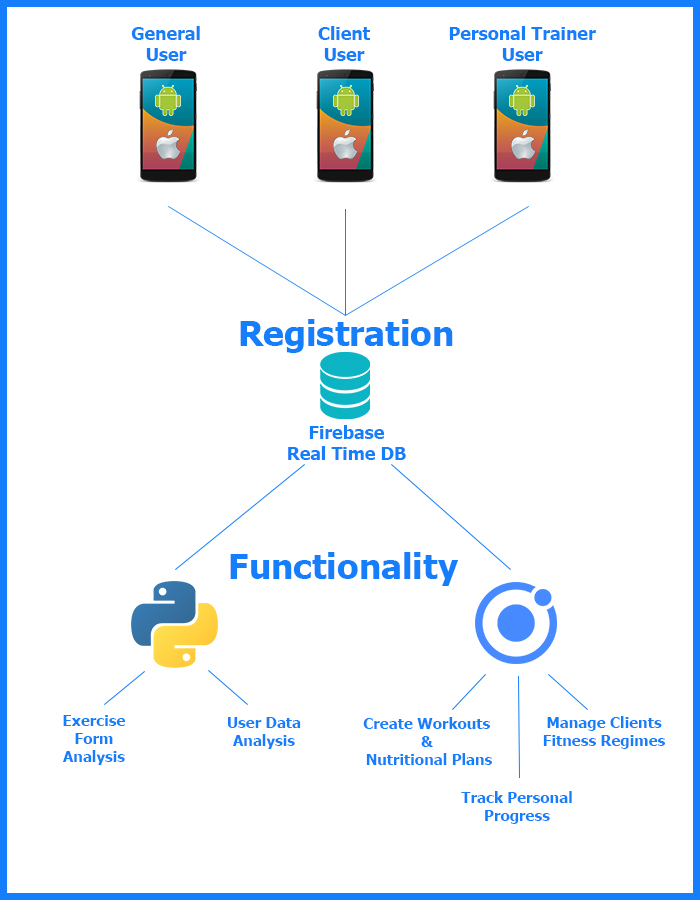 General
User
Client
User
Personal Trainer
User
Registration
Firebase
Real Time DB
Functionality
Exercise
Form
Analysis
User Data
Analysis
Create Workouts
&
Nutritional Plans
Manage Clients
Fitness Regimes
Track Personal
Progress